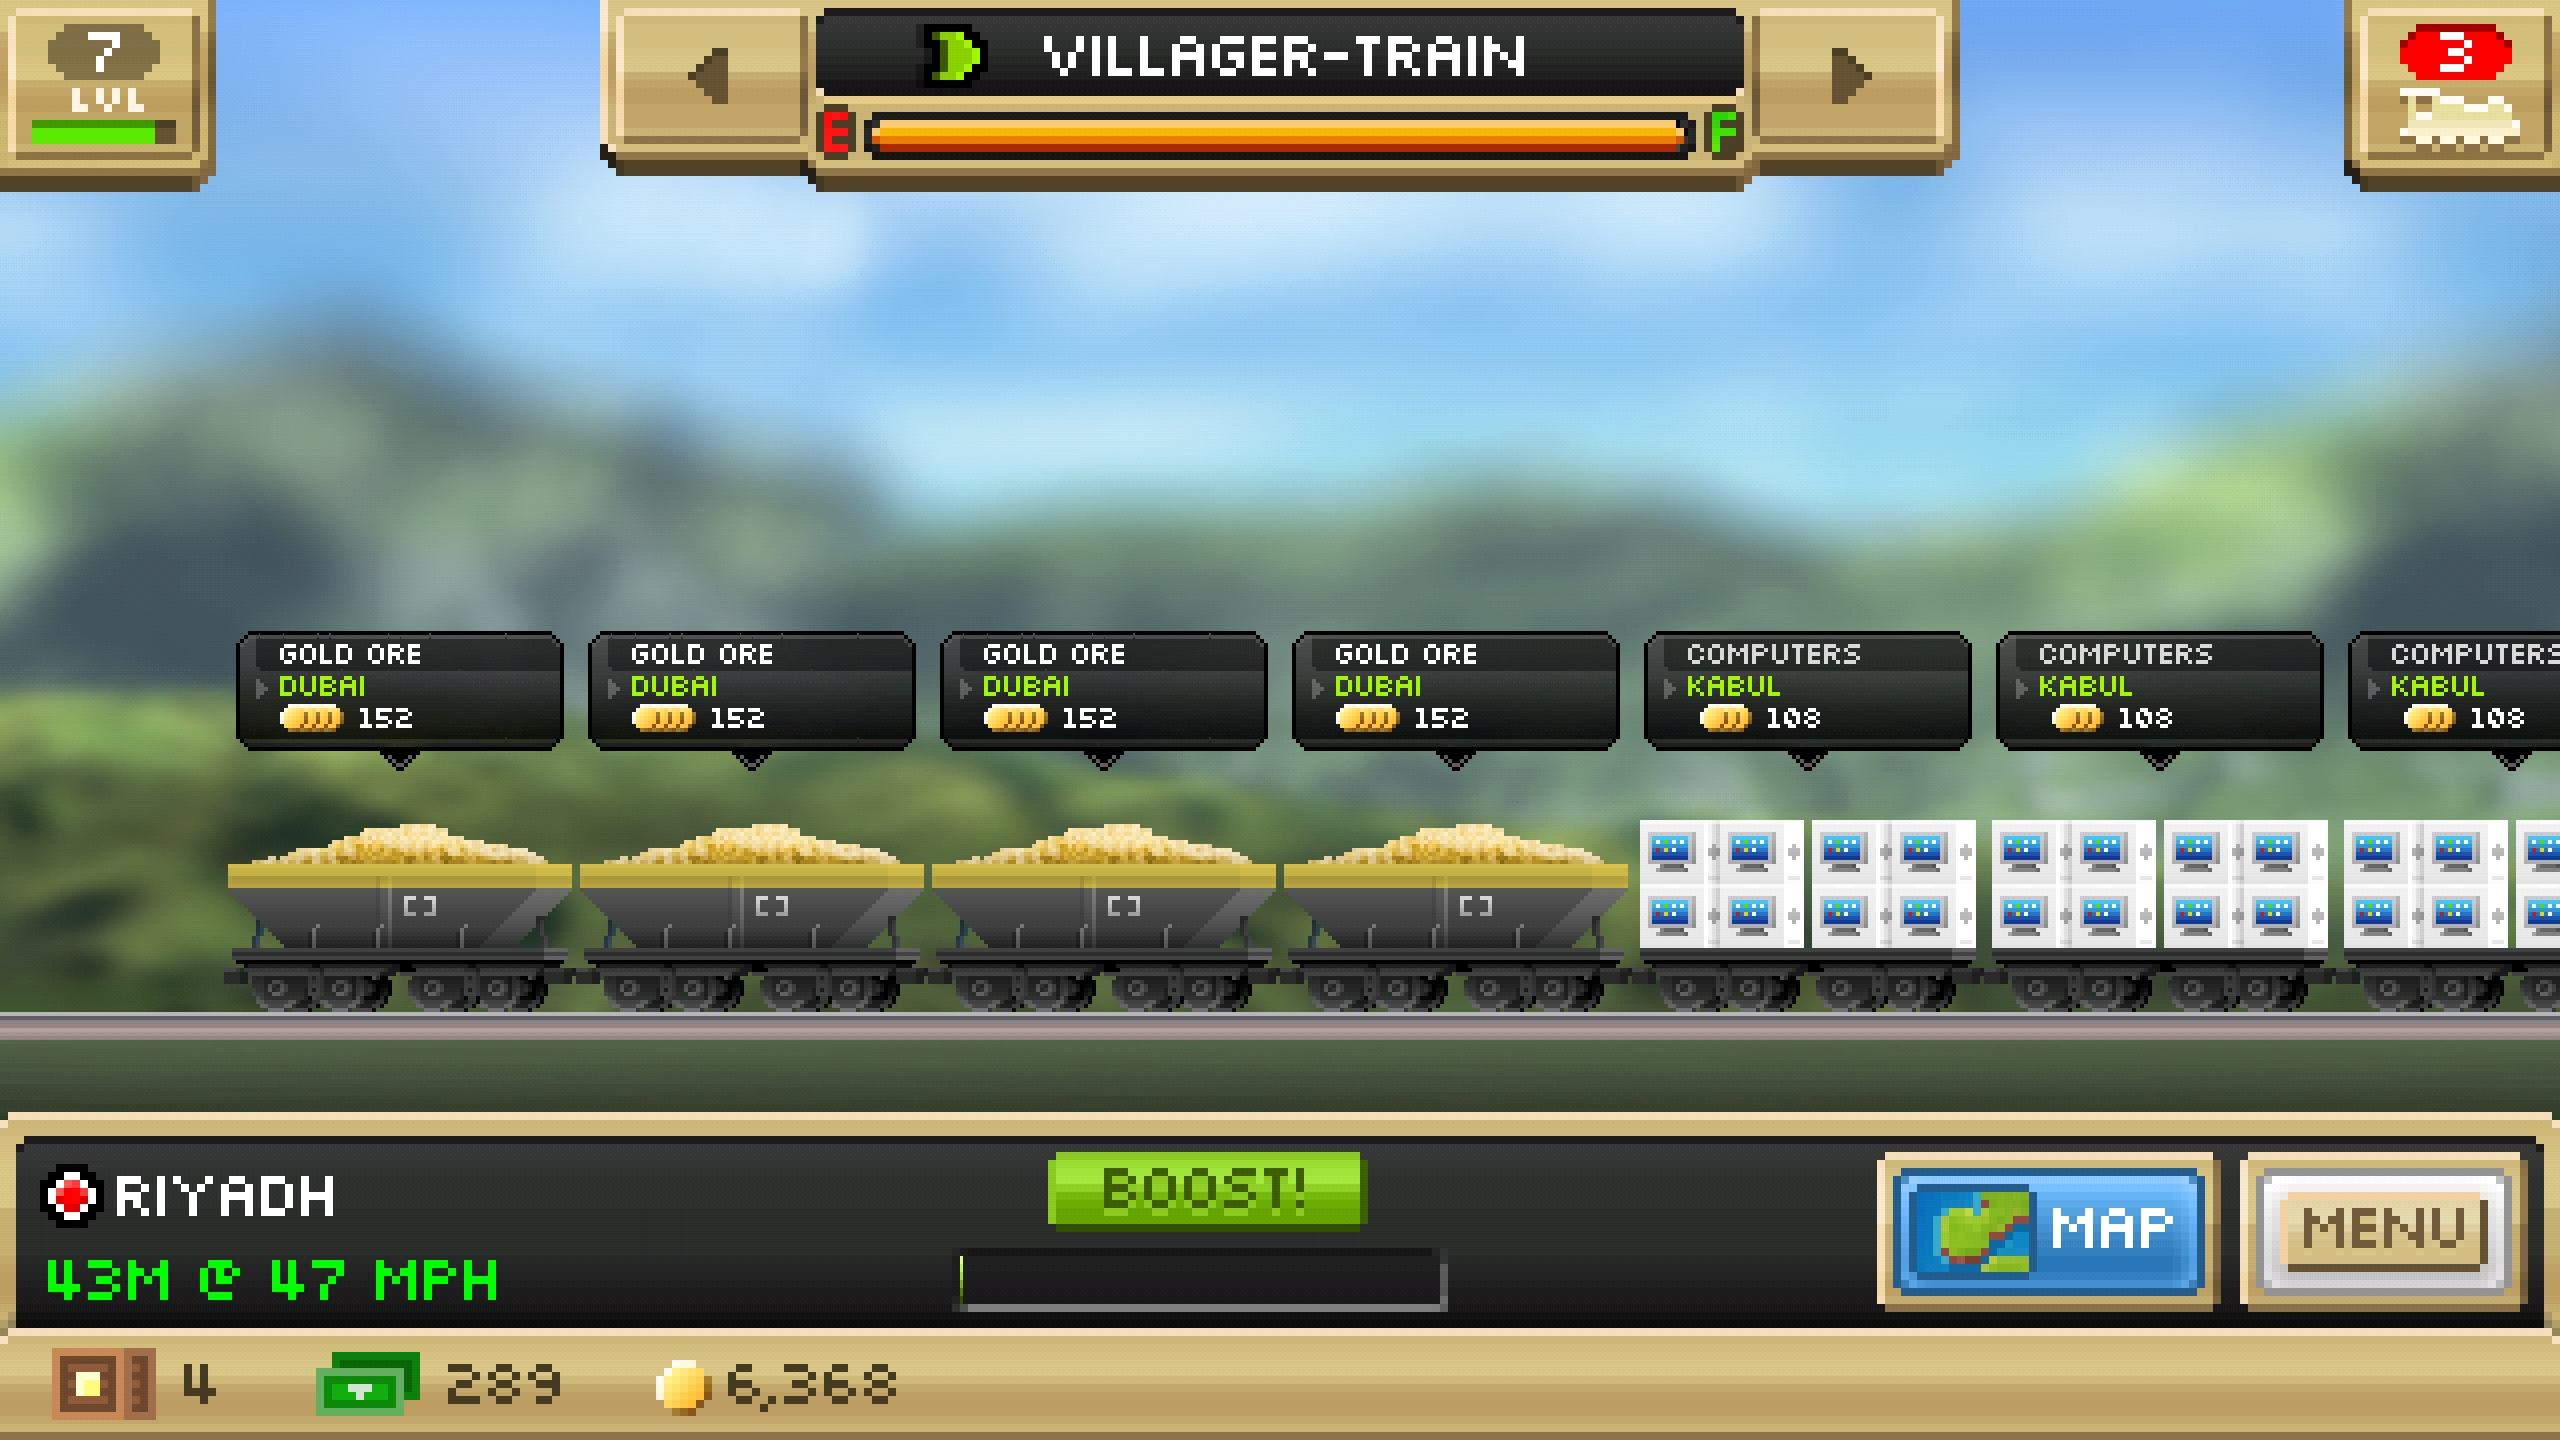 7
LVL
VILLAGER-TRAIN
E F
3
GOLD ORE
DUBAI
152
GOLD ORE
DUBAI
152
GOLD ORE
DUBAI
152
GOLD ORE
DUBAI
152
COMPUTERS
KABUL
108
COMPUTERS
KABUL
108
COMPUTERS
KABUL
108
RIYADH
43M @ 47 MPH
BOOST!
MAP
MENU
4 289 6,368